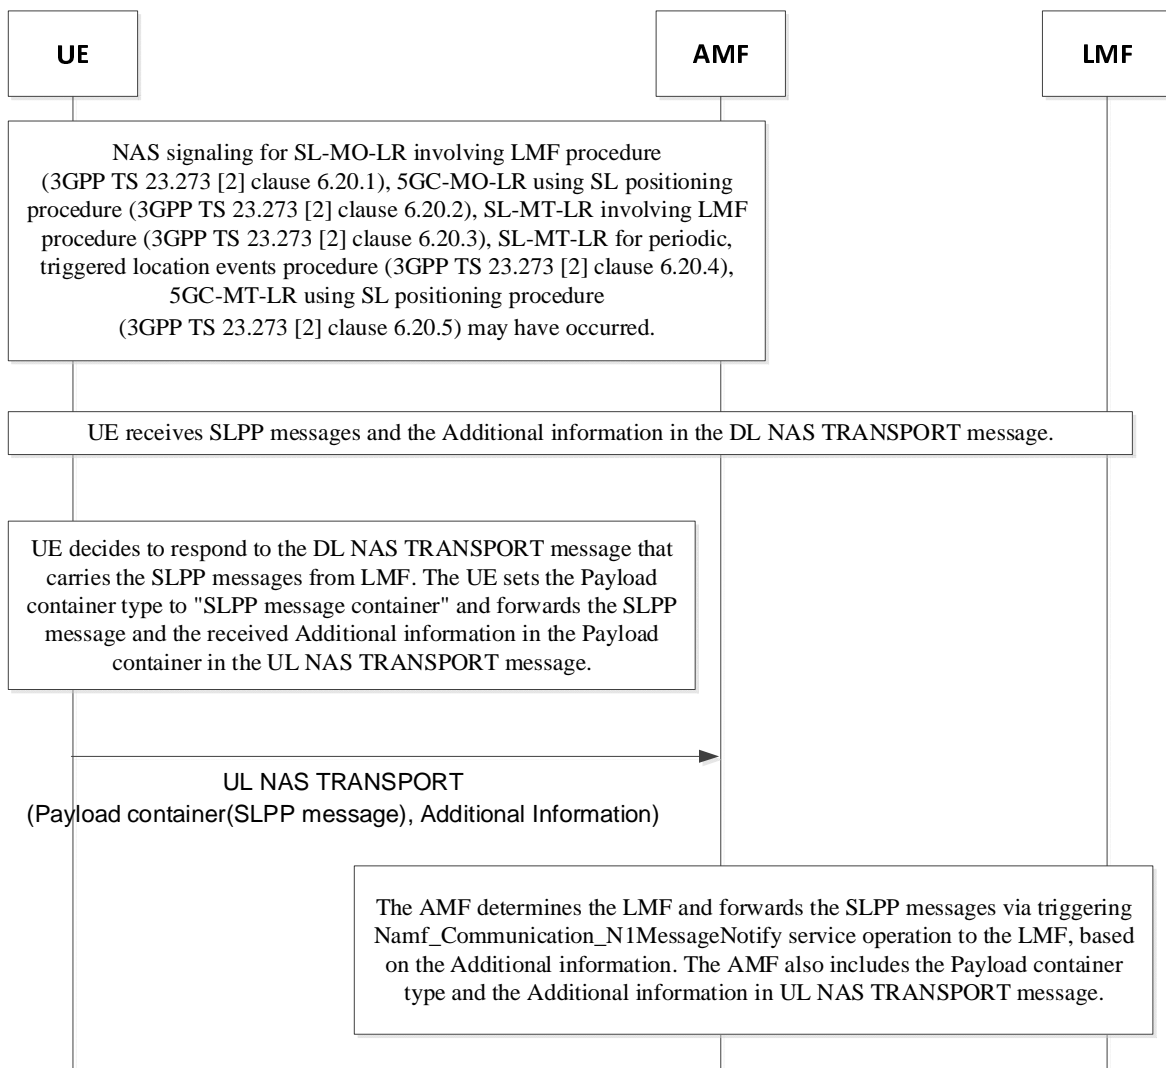 UE
AMF
LMF
NAS signaling for SL-MO-LR involving LMF procedure
(3GPP TS 23.273 [2] clause 6.20.1), 5GC-MO-LR using SL positioning
procedure (3GPP TS 23.273 [2] clause 6.20.2), SL-MT-LR involving LMF
procedure (3GPP TS 23.273 [2] clause 6.20.3), SL-MT-LR for periodic,
triggered location events procedure (3GPP TS 23.273 [2] clause 6.20.4),
5GC-MT-LR using SL positioning procedure
(3GPP TS 23.273 [2] clause 6.20.5) may have occurred.
UE receives SLPP messages and the Additional information in the DL NAS TRANSPORT message.
UE decides to respond to the DL NAS TRANSPORT message that
carries the SLPP messages from LMF. The UE sets the Payload
container type to "SLPP message container" and forwards the SLPP
message and the received Additional information in the Payload
container in the UL NAS TRANSPORT message.
UL NAS TRANSPORT
(Payload container(SLPP message), Additional Information)
The AMF determines the LMF and forwards the SLPP messages via triggering
Namf_Communication_N1MessageNotify service operation to the LMF, based
on the Additional information. The AMF also includes the Payload container
type and the Additional information in UL NAS TRANSPORT message.